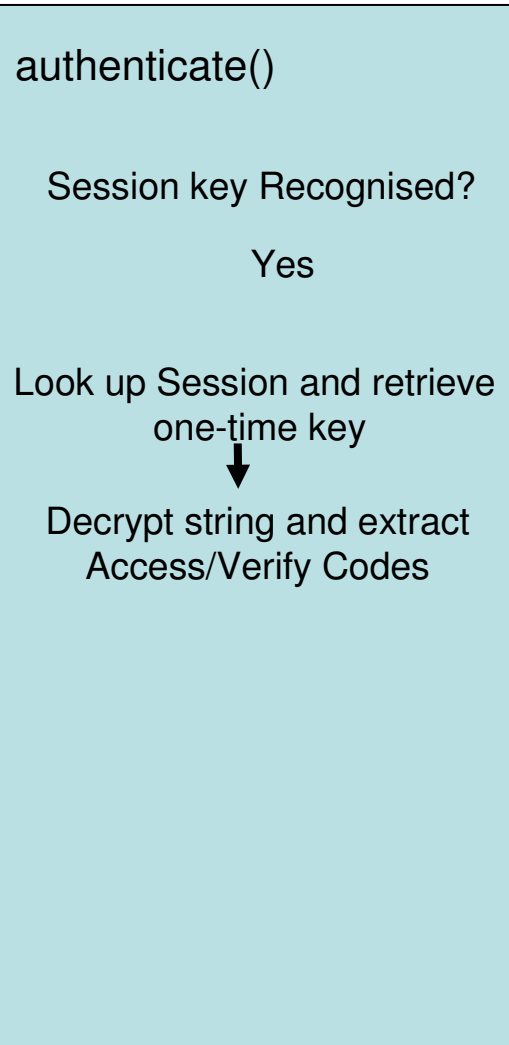 authenticate()
Session key Recognised?
Yes
Look up Session and retrieve
one-time key
Decrypt string and extract
Access/Verify Codes